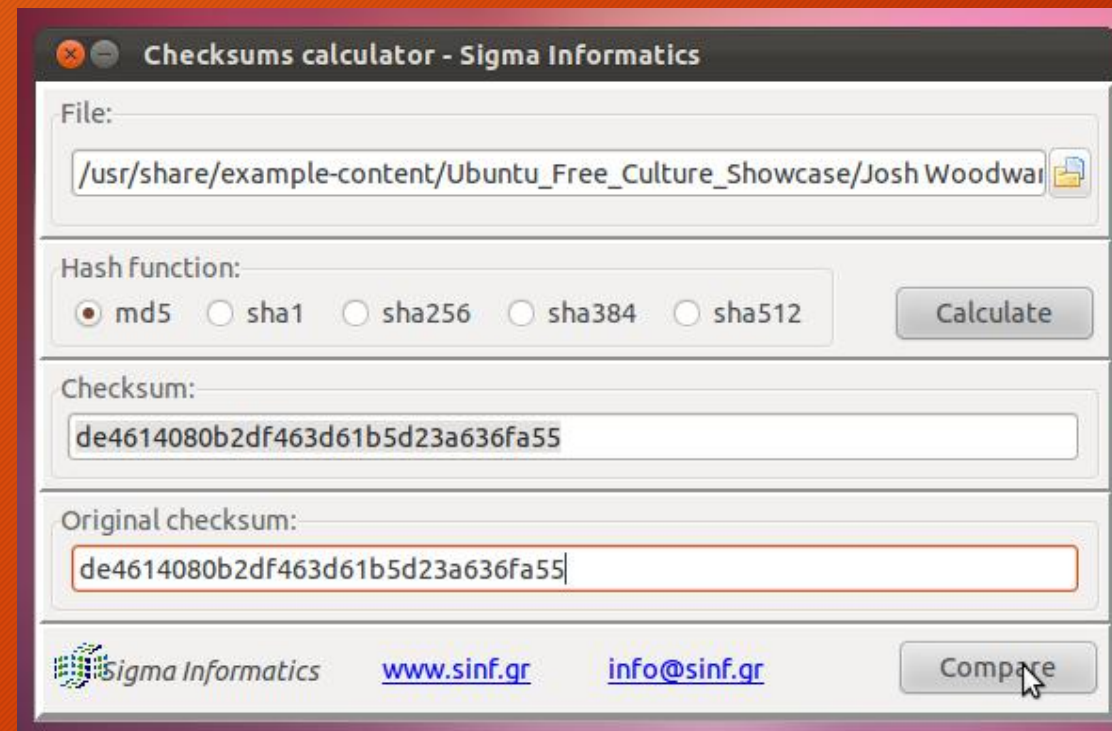 Checksums calculator - Sigma Informatics
File:
/usr/share/example-content/Ubuntu_Free_Culture_Showcase/Josh Woodwar
Hash function:
md5 sha1 sha256 sha384 sha512 Calculate
Checksum:
de4614080b2df463d61b5d23a636fa55
Original checksum:
de4614080b2df463d61b5d23a636fa55
Sigma Informatics www.sinf.gr info@sinf.gr Compare